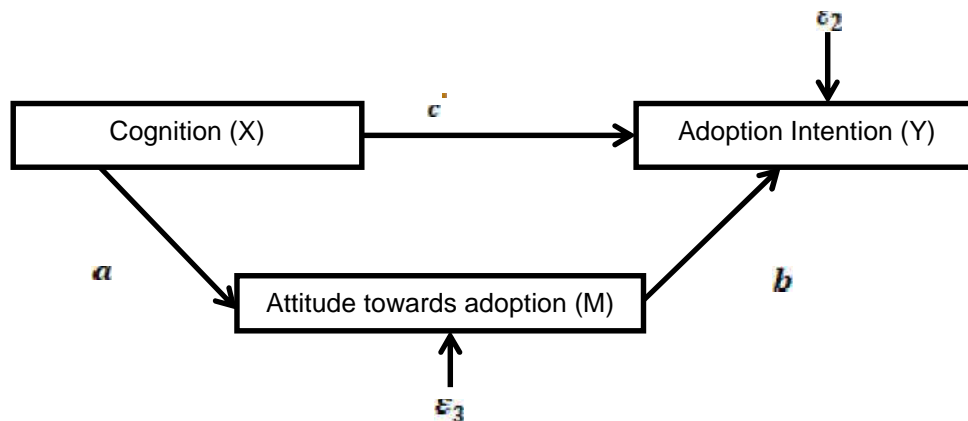 ε₂
c'
Cognition (X)
Adoption Intention (Y)
a
b
Attitude towards adoption (M)
ε₃